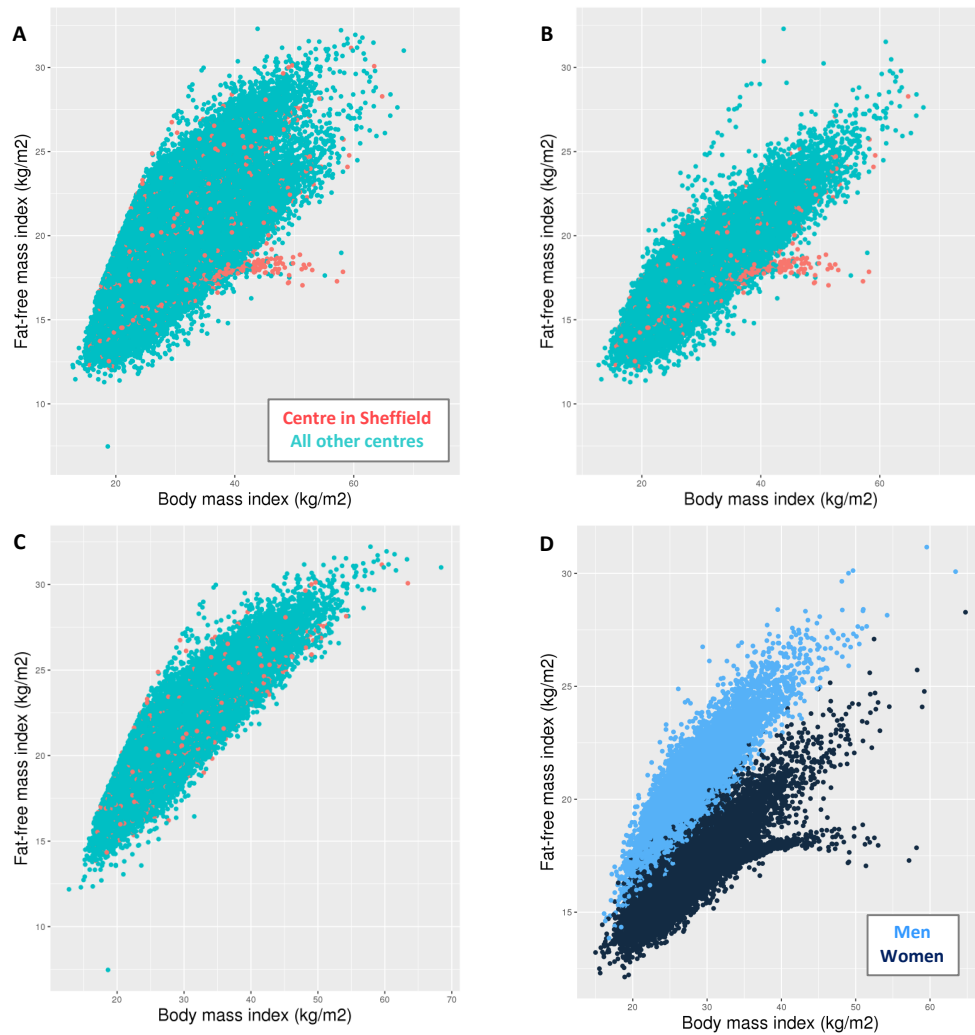 A
30
25
20
15
10
20
40
60
Fat-free mass index (kg/m2)
Body mass index (kg/m2)
Centre in Sheffield
All other centres
B
30
25
20
15
10
20
40
60
Fat-free mass index (kg/m2)
Body mass index (kg/m2)
C
30
25
20
15
10
20
30
40
50
60
70
Fat-free mass index (kg/m2)
Body mass index (kg/m2)
D
30
25
20
15
20
30
40
50
60
Fat-free mass index (kg/m2)
Body mass index (kg/m2)
Men
Women